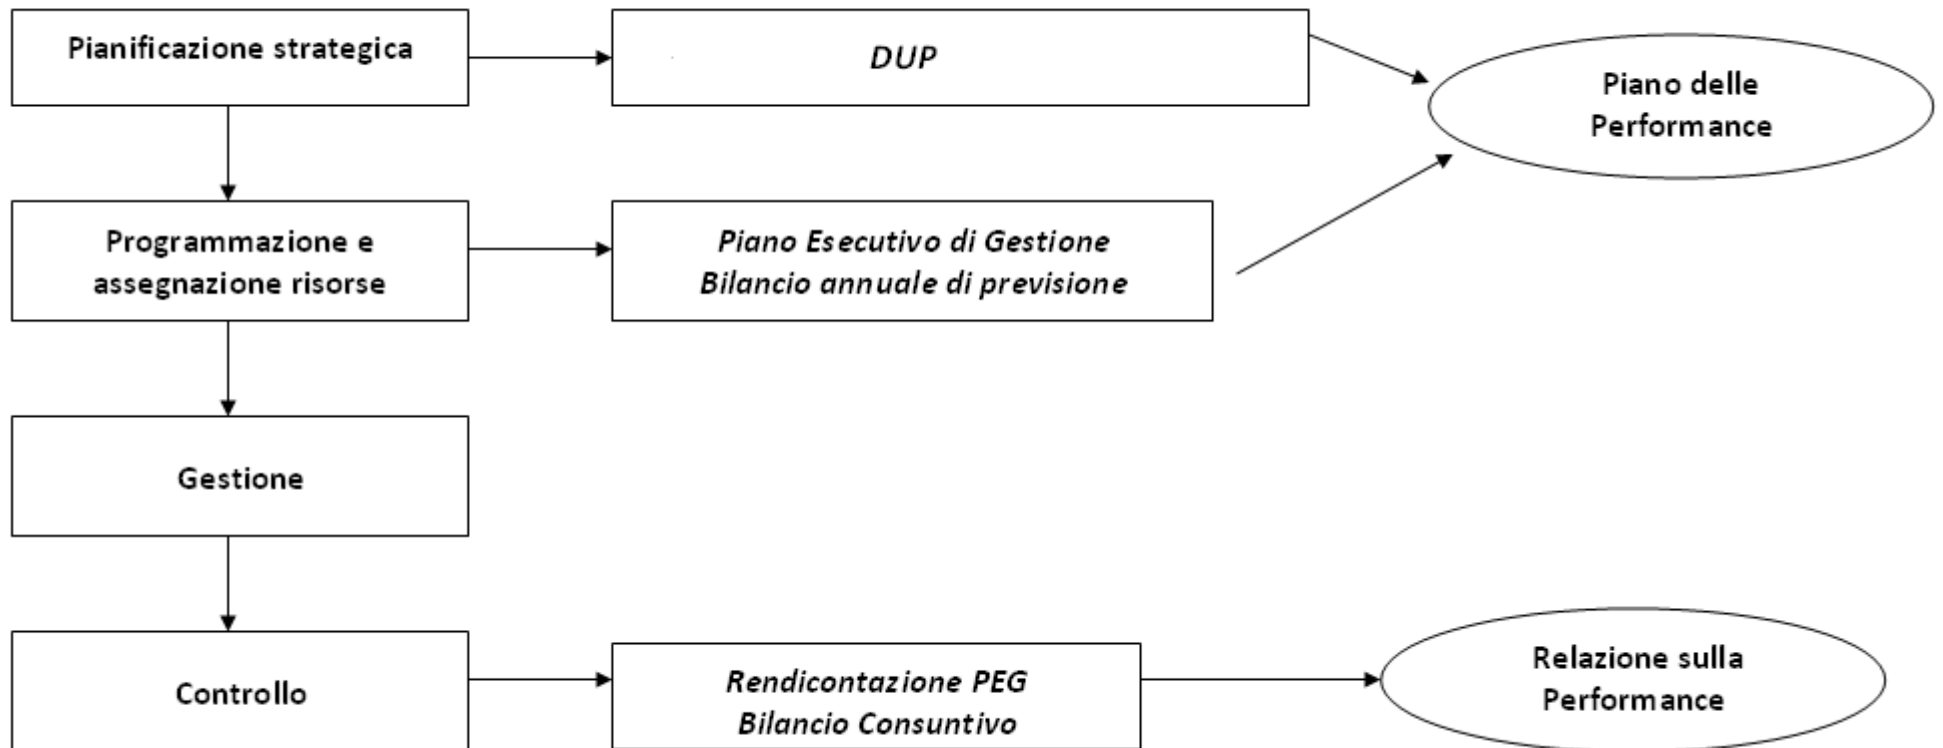 Pianificazione strategica
DUP
Piano delle
Performance
Programmazione e
assegnazione risorse
Piano Esecutivo di Gestione
Bilancio annuale di previsione
Gestione
Controllo
Rendicontazione PEG
Bilancio Consuntivo
Relazione sulla
Performance